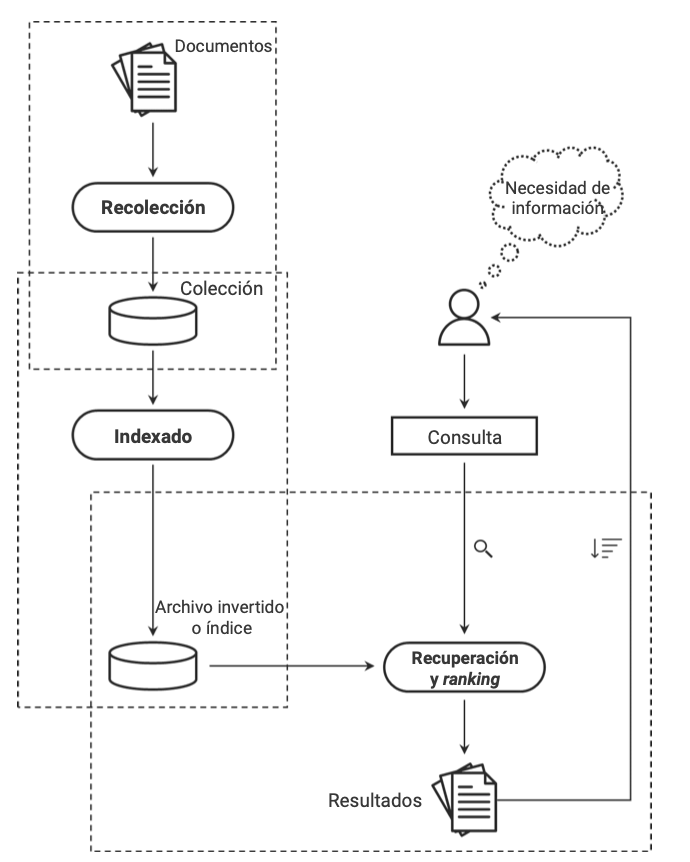 Documentos
Recolección
Necesidad de
información
Colección
Indexado
Consulta
Archivo invertido
o índice
Recuperación
y ranking
Resultados